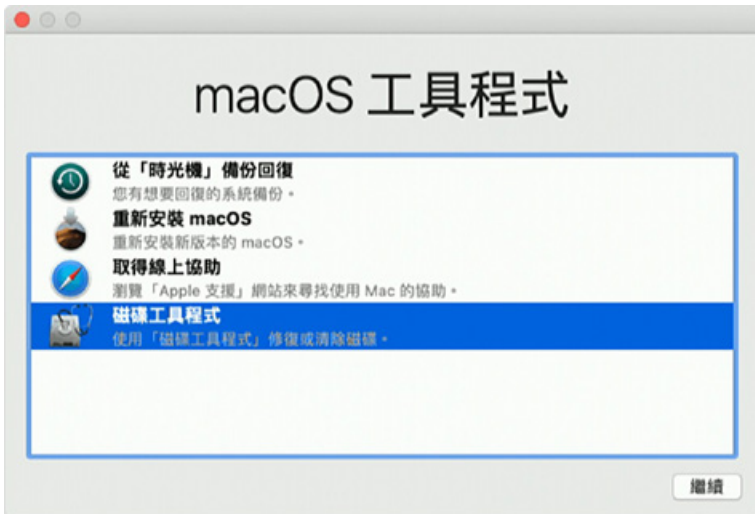 macOS 工具程式
從「時光機」備份回復
您有想要回復的系統備份。
重新安裝 macOS
重新安裝新版本的 macOS。
取得線上協助
瀏覽「Apple 支援」網站來尋找使用 Mac 的協助。
磁碟工具程式
使用「磁碟工具程式」修復或清除磁碟。
繼續